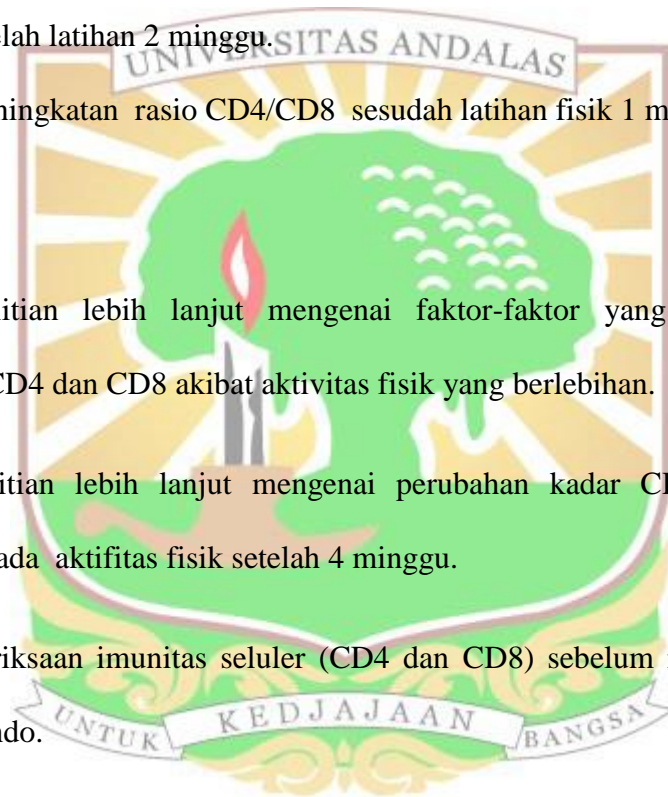 elah latihan 2 minggu.
UNIVERSITAS ANDALAS
ningkatan rasio CD4/CD8 sesudah latihan fisik 1 m
litian lebih lanjut mengenai faktor-faktor yang
CD4 dan CD8 akibat aktivitas fisik yang berlebihan.
itian lebih lanjut mengenai perubahan kadar
ada aktifitas fisik setelah 4 minggu.
riksaan imunitas seluler (CD4 dan CD8) sebelum
ndo.
UNTUK KEDJAJAAN BANGSA